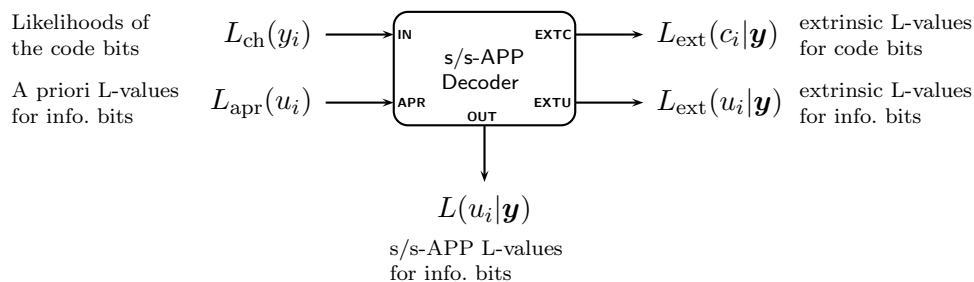 Likelihoods of
the code bits
L_ch(y_i)
IN
EXTC
L_ext(c_i|y)
extrinsic L-values
for code bits
s/s-APP
Decoder
A priori L-values
for info. bits
L_apr(u_i)
APR
EXTU
L_ext(u_i|y)
extrinsic L-values
for info. bits
OUT
L(u_i|y)
s/s-APP L-values
for info. bits